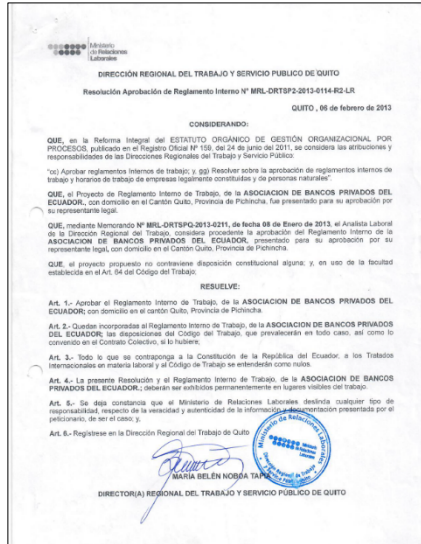 Ministerio
de Relaciones
Laborales
DIRECCIÓN REGIONAL DEL TRABAJO Y SERVICIO PUBLICO DE QUITO
Resolución Aprobación de Reglamento Interno N° MRL-DRTSP2-2013-0114-R2-LR
QUITO , 06 de febrero de 2013
CONSIDERANDO:
QUE, en la Reforma Integral del ESTATUTO ORGÁNICO DE GESTIÓN ORGANIZACIONAL POR
PROCESOS, publicado en el Registro Oficial Nº 159, del 24 de junio del 2011, se considera las atribuciones y
responsabilidades de las Direcciones Regionales del Trabajo y Servicio Público:
"cc) Aprobar reglamentos internos de trabajo; y, gg) Resolver sobre la aprobación de reglamentos internos de
trabajo y horarios de trabajo de empresas legalmente constituidas y de personas naturales".
QUE, el Proyecto de Reglamento Interno de Trabajo, de la ASOCIACION DE BANCOS PRIVADOS DEL
ECUADOR., con domicilio en el Cantón Quito, Provincia de Pichincha, fue presentado para su aprobación por
su representante legal.
QUE, mediante Memorando N° MRL-DRTSPQ-2013-0211, de fecha 08 de Enero de 2013, el Analista Laboral
de la Dirección Regional del Trabajo, considera procedente la aprobación del Reglamento Interno de la
ASOCIACION DE BANCOS PRIVADOS DEL ECUADOR, presentado para su aprobación por su
representante legal, con domicilio en el Cantón Quito, Provincia de Pichincha.
QUE, el proyecto propuesto no contraviene disposición constitucional alguna; y, en uso de la facultad
establecida en el Art. 64 del Código del Trabajo;
RESUELVE:
Art. 1.- Aprobar el Reglamento Interno de Trabajo, de la ASOCIACION DE BANCOS PRIVADOS DEL
ECUADOR; con domicilio en el cantón Quito, Provincia de Pichincha.
Art. 2.- Quedan incorporadas al Reglamento Interno de Trabajo, de la ASOCIACION DE BANCOS PRIVADOS
DEL ECUADOR; las disposiciones del Código del Trabajo, que prevalecerán en todo caso, así como lo
convenido en el Contrato Colectivo, si lo hubiere;
Art. 3.- Todo lo que se contraponga a la Constitución de la República del Ecuador, a los Tratados
Internacionales en materia laboral y al Código de Trabajo se entenderán como nulos.
Art. 4.- La presente Resolución y el Reglamento Interno de Trabajo, de la ASOCIACION DE BANCOS
PRIVADOS DEL ECUADOR.; deberán ser exhibidos permanentemente en lugares visibles del trabajo.
Art. 5.- Se deja constancia que el Ministerio de Relaciones Laborales deslinda cualquier tipo de
responsabilidad, respecto de la veracidad y autenticidad de la información y documentación presentada por el
peticionario, de ser el caso; y,
Art. 6.- Regístrese en la Dirección Regional del Trabajo de Quito
Ministerio de Relaciones Laborales
MARIA BELÉN NOBOA TAPIA
DIRECTOR(A) REGIONAL DEL TRABAJO Y SERVICIO PÚBLICO DE QUITO